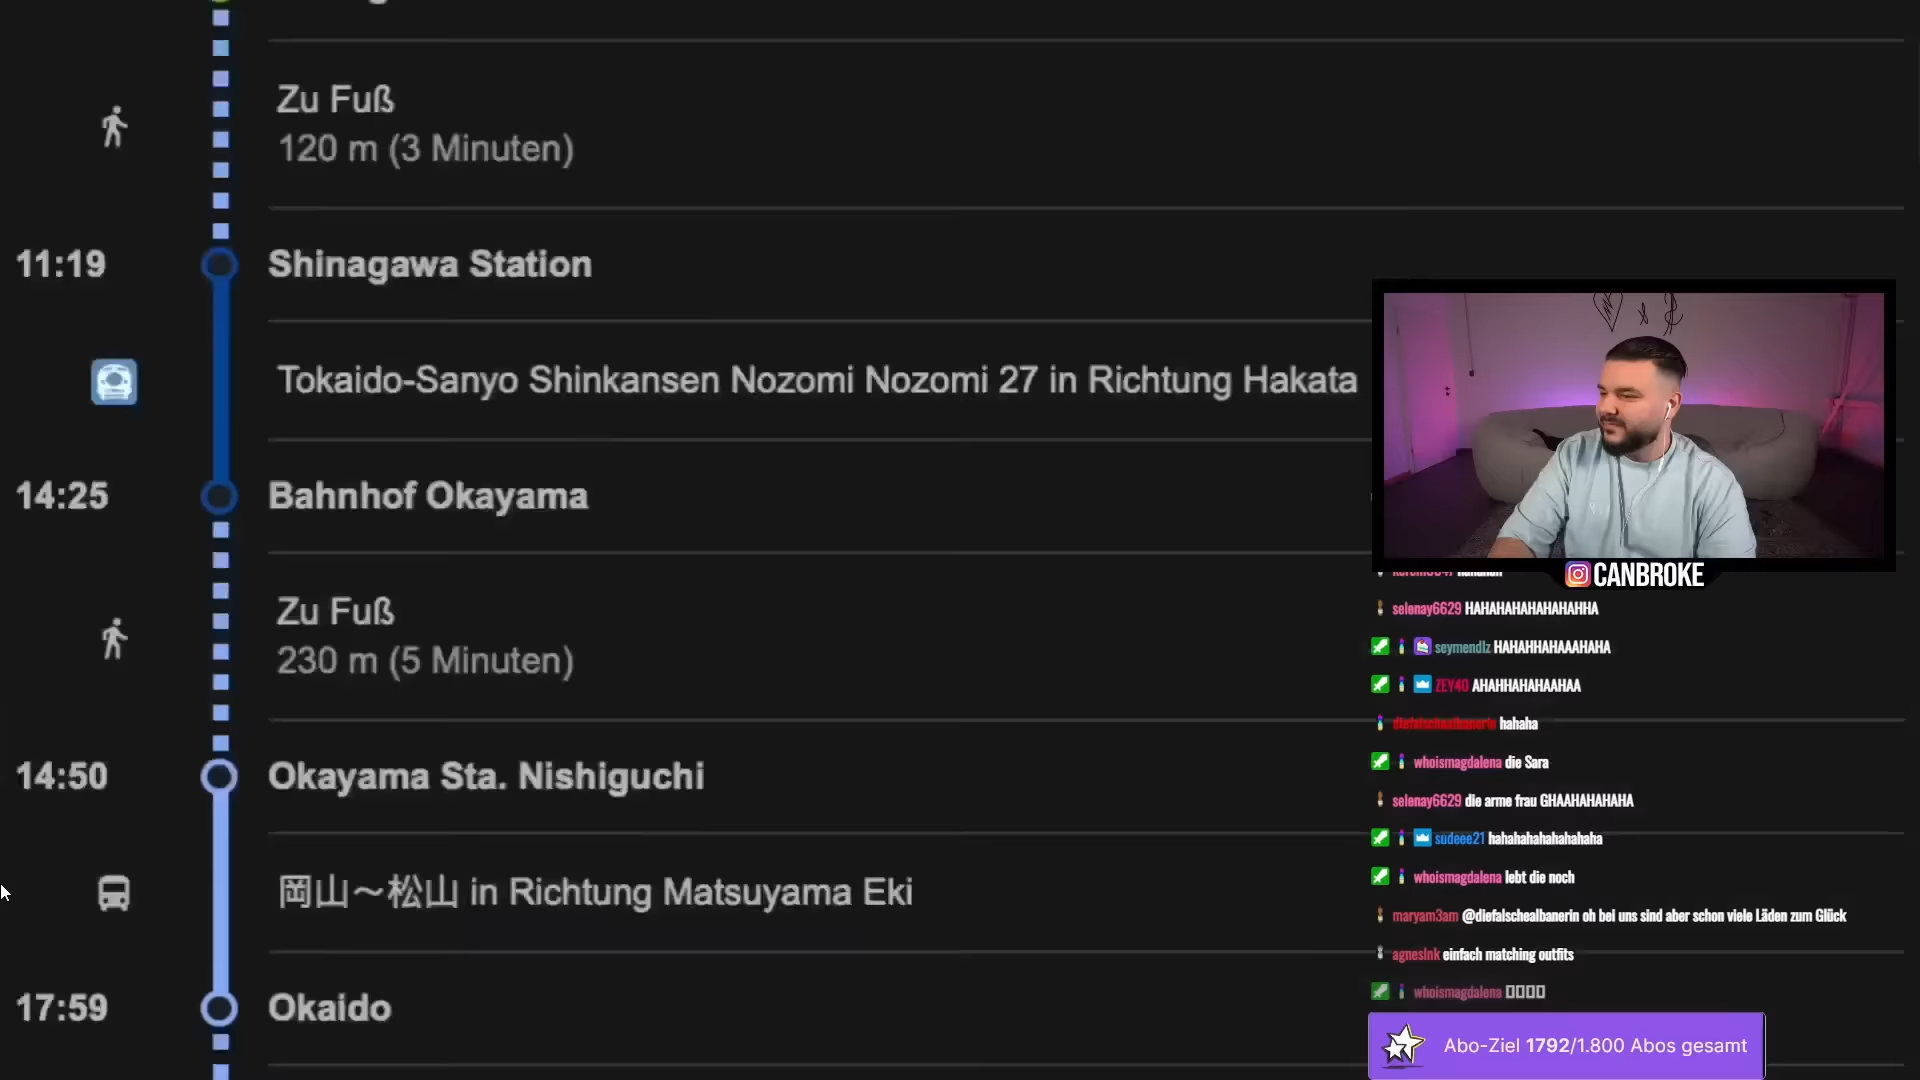 Zu Fuß
120 m (3 Minuten)
11:19 Shinagawa Station
Tokaido-Sanyo Shinkansen Nozomi Nozomi 27 in Richtung Hakata
14:25 Bahnhof Okayama
Zu Fuß
230 m (5 Minuten)
14:50 Okayama Sta. Nishiguchi
岡山～松山 in Richtung Matsuyama Eki
17:59 Okaido
CANBROKE
selenay6629 HAHAHAHAHAHAHAHHA
seymendlz HAHAHHAHAAAHAHA
ZEY40 AHAHHAHAHAAHAA
diefalschealbanerin hahaha
whoismagdalena die Sara
selenay6629 die arme frau GHAAHAHAHAHA
sudeee21 hahahahahahahahaha
whoismagdalena lebt die noch
maryam3am @diefalschealbanerin oh bei uns sind aber schon viele Läden zum Glück
agneslnk einfach matching outfits
whoismagdalena
Abo-Ziel 1792/1.800 Abos gesamt